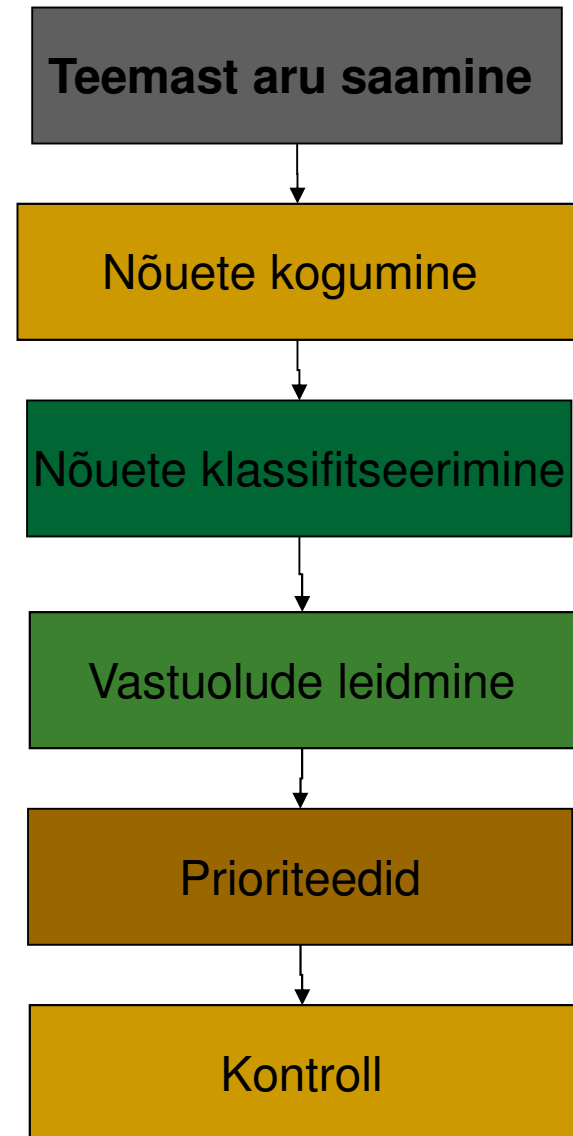 Teemast aru saamine
Nõuete kogumine
Nõuete klassifitseerimine
Vastuolude leidmine
Prioriteedid
Kontroll